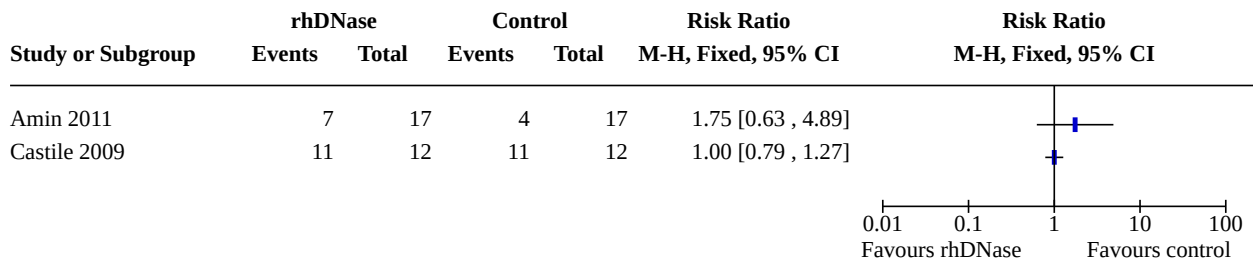 rhDNase Control Risk Ratio Risk Ratio
Study or Subgroup Events Total Events Total M-H, Fixed, 95% CI M-H, Fixed, 95% CI
Amin 2011 7 17 4 17 1.75 [0.63 , 4.89]
Castile 2009 11 12 11 12 1.00 [0.79 , 1.27]
0.01 0.1 1 10 100
Favours rhDNase Favours control